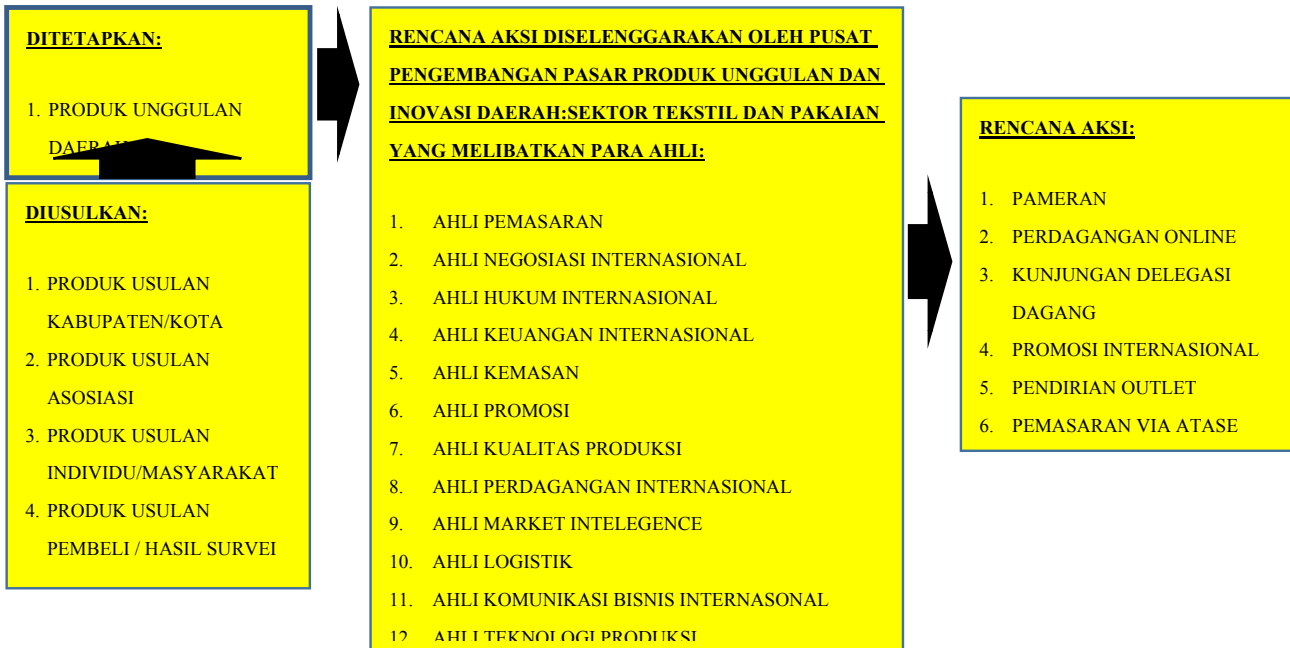 DITETAPKAN:
1. PRODUK UNGGULAN
DAERAH
DIUSULKAN:
1. PRODUK USULAN
KABUPATEN/KOTA
2. PRODUK USULAN
ASOSIASI
3. PRODUK USULAN
INDIVIDU/MASYARAKAT
4. PRODUK USULAN
PEMBELI / HASIL SURVEI
RENCANA AKSI DISELENGGARAKAN OLEH PUSAT
PENGEMBANGAN PASAR PRODUK UNGGULAN DAN
INOVASI DAERAH:SEKTOR TEKSTIL DAN PAKAIAN
YANG MELIBATKAN PARA AHLI:
1. AHLI PEMASARAN
2. AHLI NEGOSIASI INTERNASIONAL
3. AHLI HUKUM INTERNASIONAL
4. AHLI KEUANGAN INTERNASIONAL
5. AHLI KEMASAN
6. AHLI PROMOSI
7. AHLI KUALITAS PRODUKSI
8. AHLI PERDAGANGAN INTERNASIONAL
9. AHLI MARKET INTELEGENCE
10. AHLI LOGISTIK
11. AHLI KOMUNIKASI BISNIS INTERNASONAL
12. AHLI TEKNOLOGI PRODUKSI
RENCANA AKSI:
1. PAMERAN
2. PERDAGANGAN ONLINE
3. KUNJUNGAN DELEGASI
DAGANG
4. PROMOSI INTERNASIONAL
5. PENDIRIAN OUTLET
6. PEMASARAN VIA ATASE